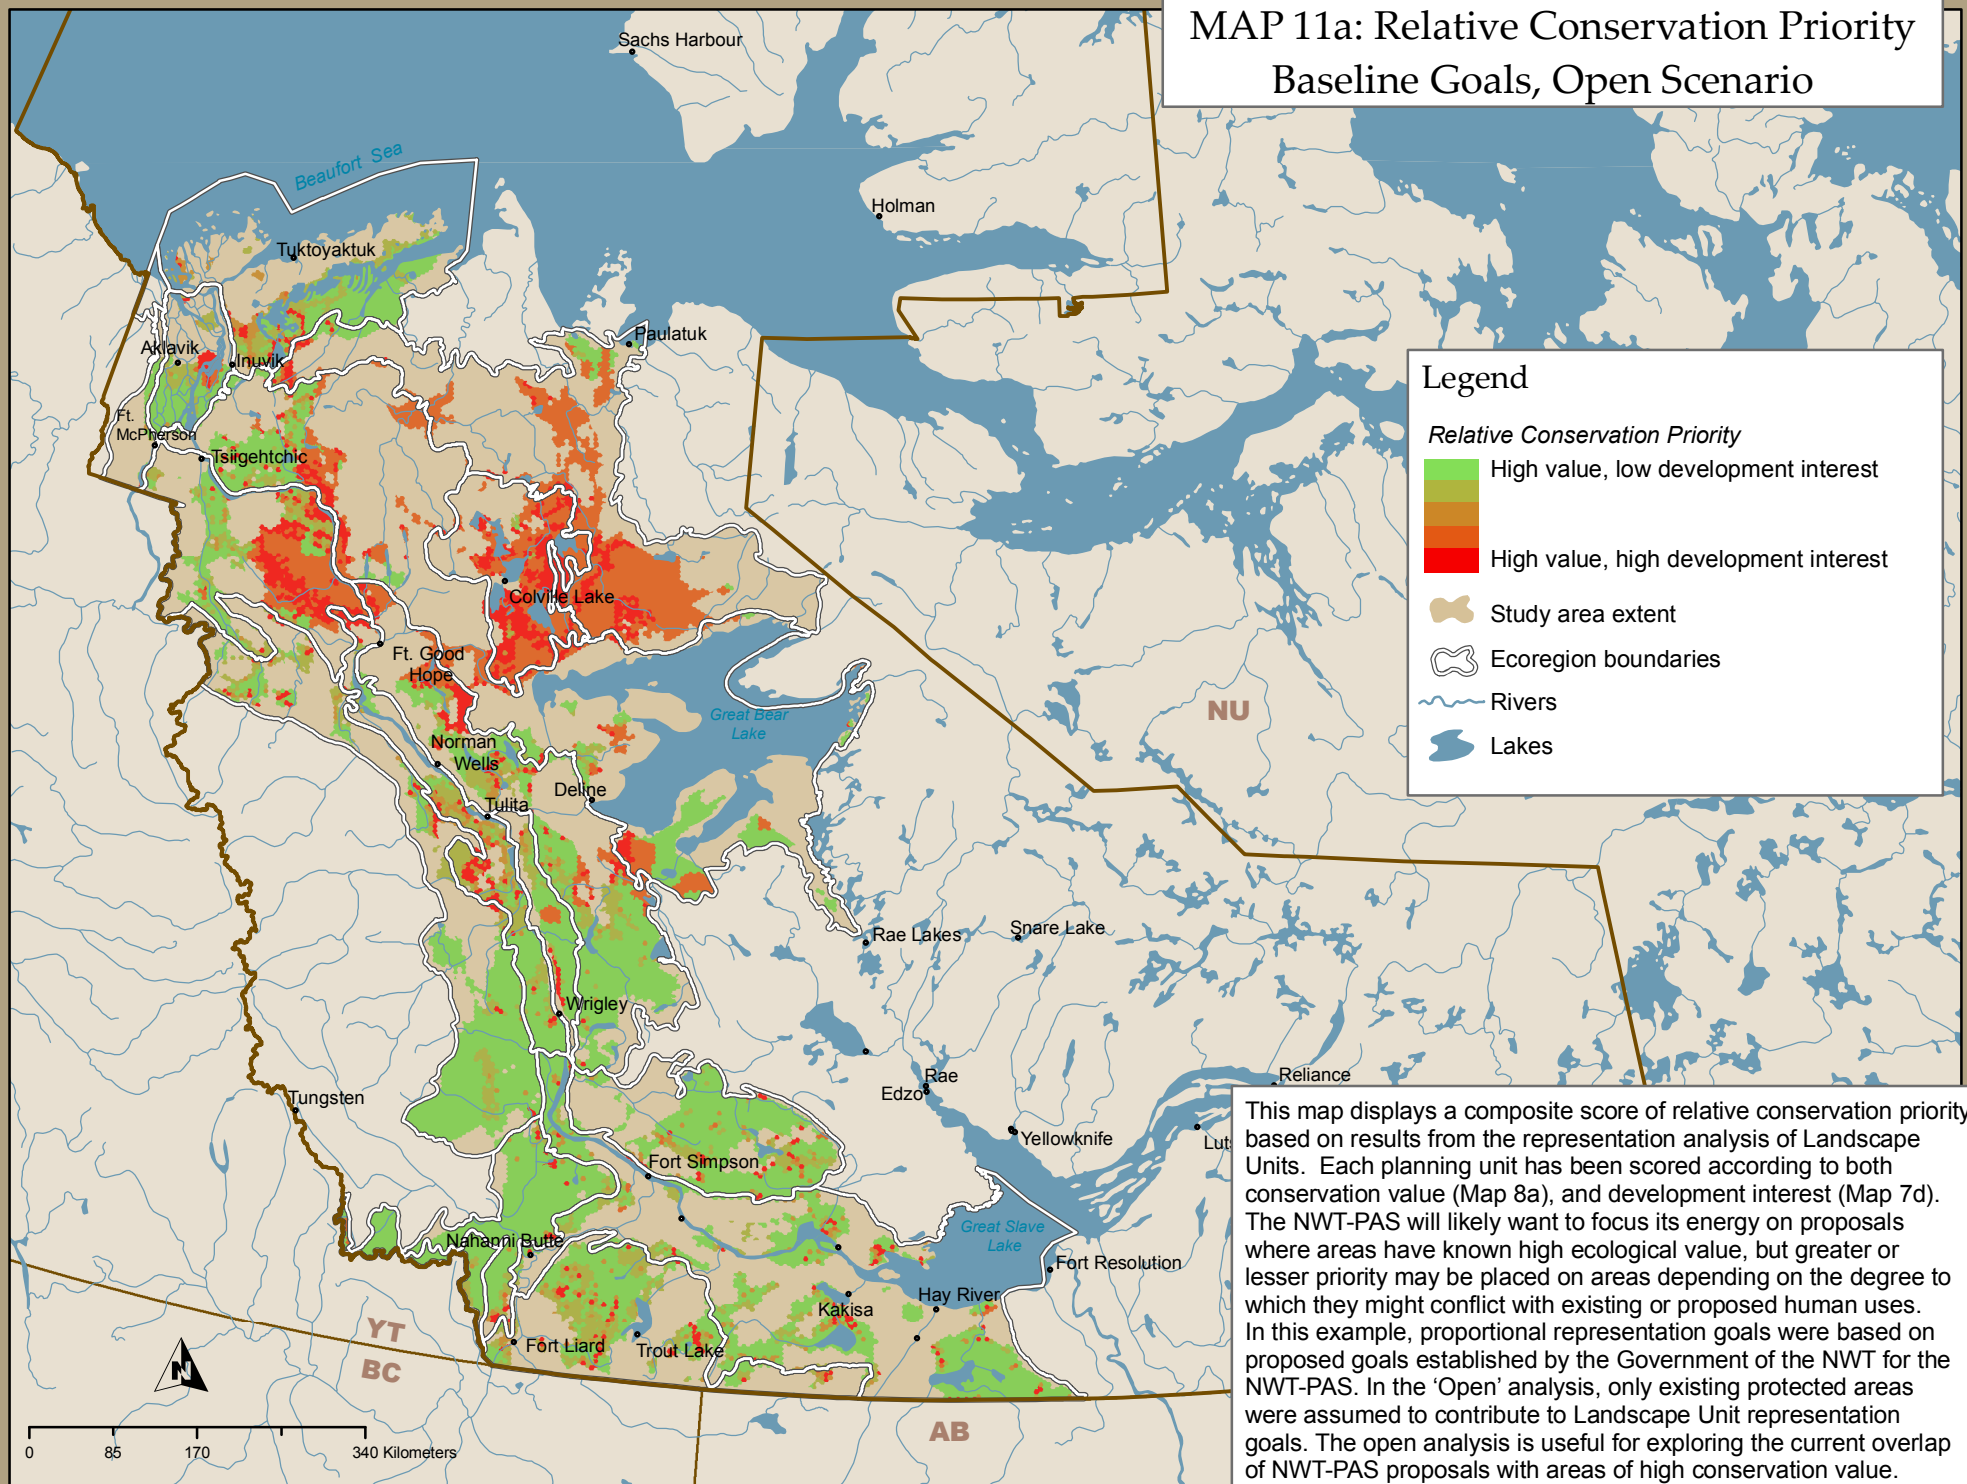 MAP 11a: Relative Conservation Priority
Baseline Goals, Open Scenario
Sachs Harbour
Beaufort Sea
Holman
Tuktoyaktuk
Paulatuk
Aklavik
Inuvik
Ft.
McPherson
Tsiigehtchic
Colville Lake
Ft. Good
Hope
Great Bear
Lake
Norman
Wells
Deline
Tulita
NU
Rae Lakes
Snare Lake
Wrigley
Rae
Edzo
Reliance
Tungsten
Yellowknife
Fort Simpson
Great Slave
Lake
Nahanni Butte
Fort Resolution
Hay River
Kakisa
Fort Liard
Trout Lake
YT
BC
AB
N
0 85 170 340 Kilometers
Legend
Relative Conservation Priority
High value, low development interest
High value, high development interest
Study area extent
Ecoregion boundaries
Rivers
Lakes
This map displays a composite score of relative conservation priority
based on results from the representation analysis of Landscape
Units. Each planning unit has been scored according to both
conservation value (Map 8a), and development interest (Map 7d).
The NWT-PAS will likely want to focus its energy on proposals
where areas have known high ecological value, but greater or
lesser priority may be placed on areas depending on the degree to
which they might conflict with existing or proposed human uses.
In this example, proportional representation goals were based on
proposed goals established by the Government of the NWT for the
NWT-PAS. In the ‘Open’ analysis, only existing protected areas
were assumed to contribute to Landscape Unit representation
goals. The open analysis is useful for exploring the current overlap
of NWT-PAS proposals with areas of high conservation value.